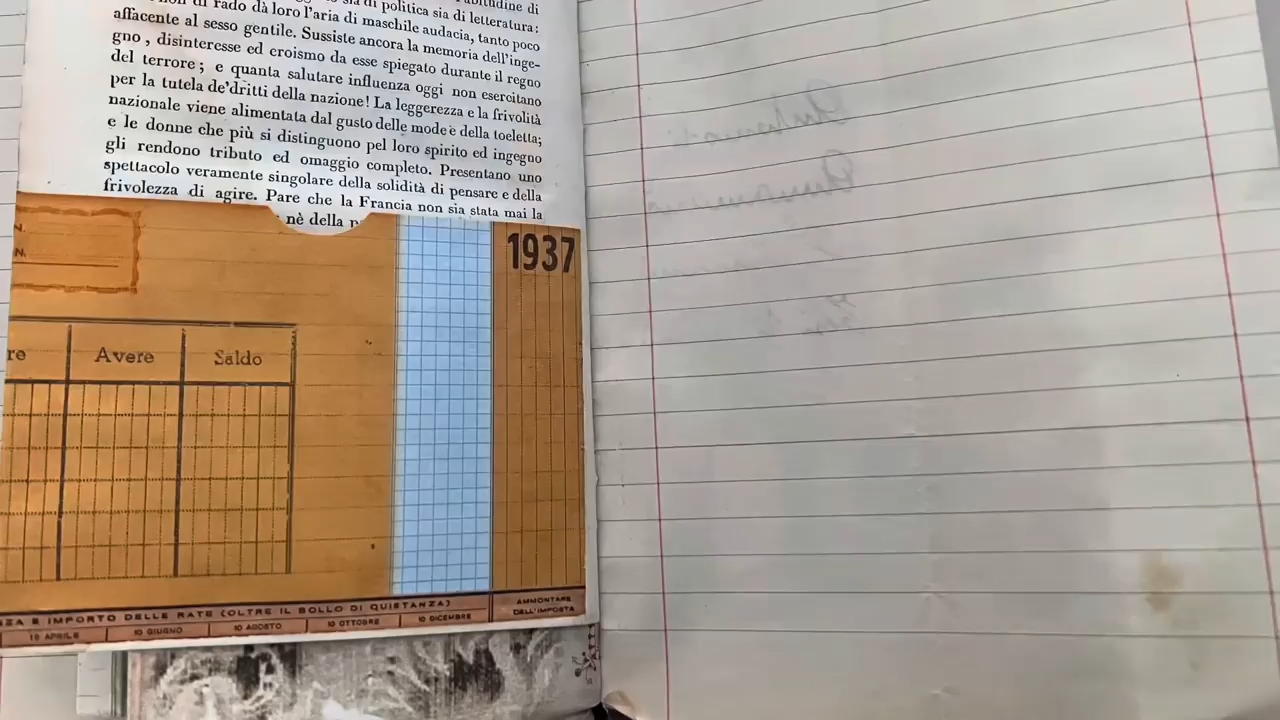 abitudine di
di rado dà loro l'aria di maschile audacia, tanto poco
sia di politica sia di letteratura:
affacente al sesso gentile. Sussiste ancora la memoria dell'inge-
gno, disinteresse ed eroismo da esse spiegato durante il regno
del terrore; e quanta salutare influenza oggi non esercitano
per la tutela de'dritti della nazione! La leggerezza e la frivolità
nazionale viene alimentata dal gusto delle mode e della toeletta;
e le donne che più si distinguono pel loro spirito ed ingegno
gli rendono tributo ed omaggio completo. Presentano uno
spettacolo veramente singolare della solidità di pensare e della
frivolezza di agire. Pare che la Francia non sia stata mai la
nè della
N.
N.
1937
re Avere Saldo
ZA E IMPORTO DELLE RATE (OLTRE IL BOLLO DI QUIETANZA)
10 APRILE 10 GIUGNO 10 AGOSTO 10 OTTOBRE 10 DICEMBRE
AMMONTARE
DELL'IMPOSTA